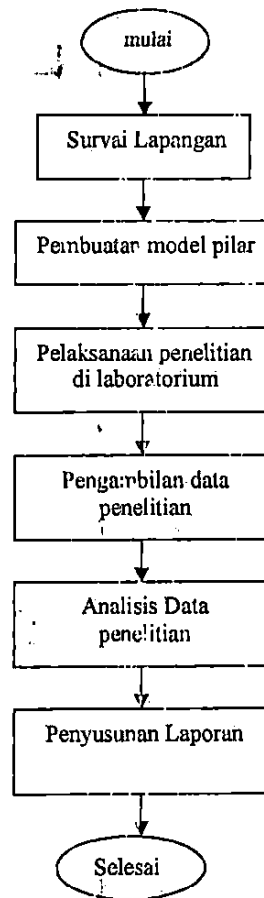 mulai
Survai Lapangan
Pembuatan model pilar
Pelaksanaan penelitian
di laboratorium
Pengambilan data
penelitian
Analisis Data
penelitian
Penyusunan Laporan
Selesai